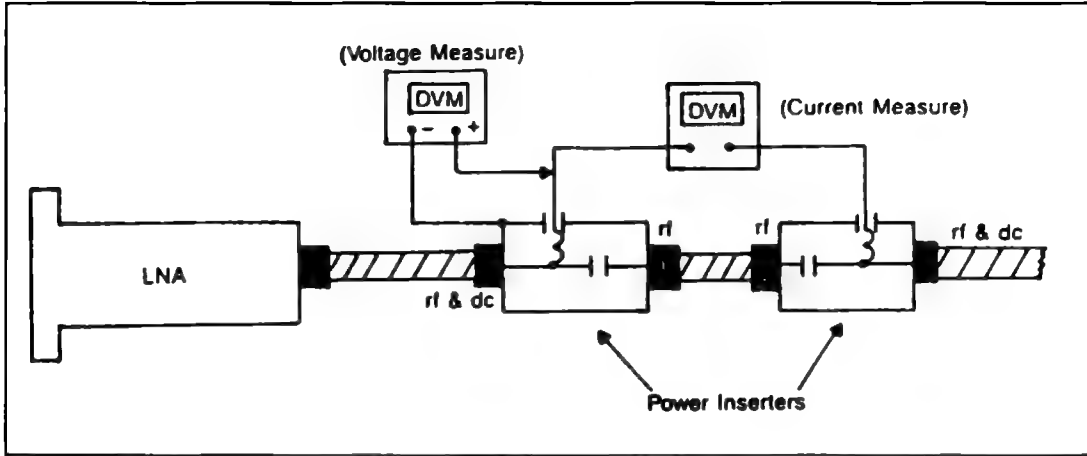 (Voltage Measure)
DVM
- +
DVM
(Current Measure)
LNA
rf & dc
rf
rf
rf & dc
Power Inserters